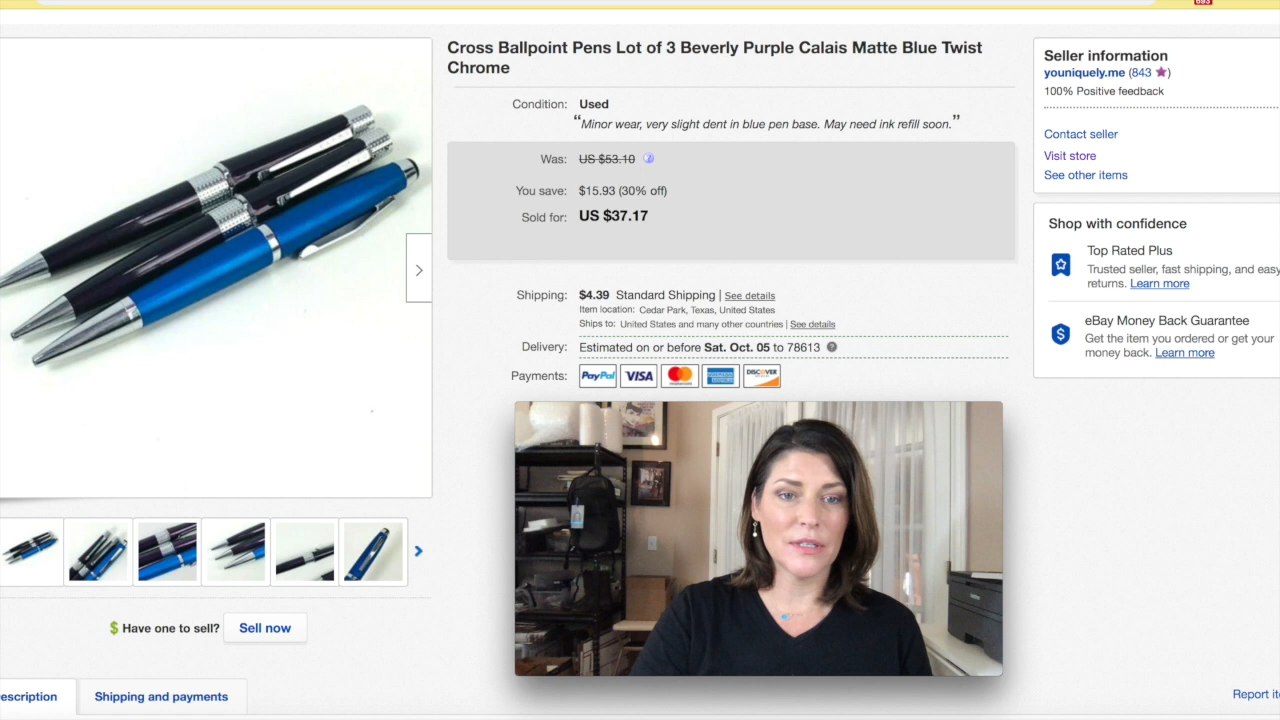 693
Cross Ballpoint Pens Lot of 3 Beverly Purple Calais Matte Blue Twist
Chrome
Condition: Used
“Minor wear, very slight dent in blue pen base. May need ink refill soon.”
Was: US $53.10
You save: $15.93 (30% off)
Sold for: US $37.17
Shipping: $4.39 Standard Shipping | See details
Item location: Cedar Park, Texas, United States
Ships to: United States and many other countries | See details
Delivery: Estimated on or before Sat. Oct. 05 to 78613 ?
Payments: PayPal VISA mastercard AMERICAN EXPRESS DISCOVER
Seller information
youniquely.me (843 ★)
100% Positive feedback
Contact seller
Visit store
See other items
Shop with confidence
Top Rated Plus
Trusted seller, fast shipping, and easy
returns. Learn more
$
eBay Money Back Guarantee
Get the item you ordered or get your
money back. Learn more
$ Have one to sell? Sell now
escription
Shipping and payments
Report ite